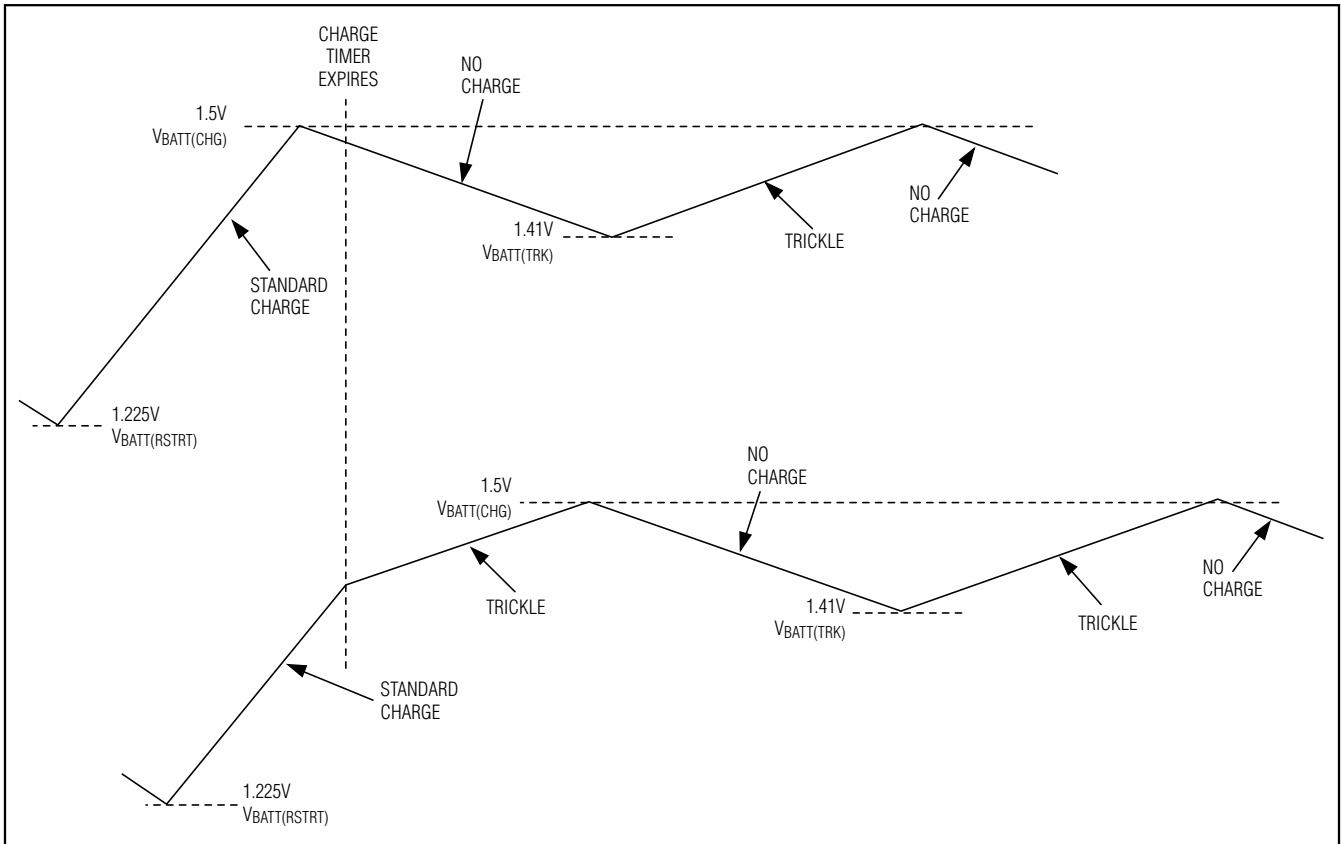 CHARGE
TIMER
EXPIRES
NO
CHARGE
1.5V
VBATT(CHG)
NO
CHARGE
1.41V
VBATT(TRK)
TRICKLE
STANDARD
CHARGE
1.225V
VBATT(RSTRT)
NO
CHARGE
1.5V
VBATT(CHG)
NO
CHARGE
TRICKLE
1.41V
VBATT(TRK)
TRICKLE
STANDARD
CHARGE
1.225V
VBATT(RSTRT)